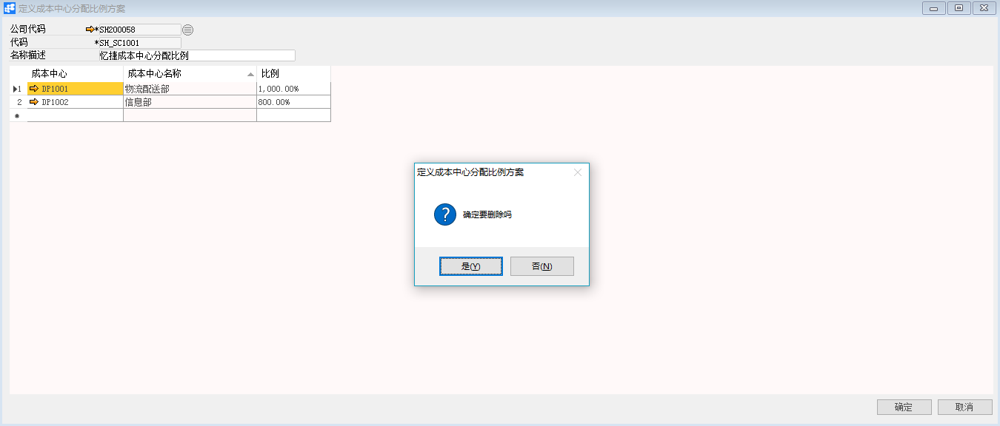 定义成本中心分配比例方案
公司代码 *SH200058
代码 *SH_SC1001
名称描述 忆捷成本中心分配比例
成本中心 成本中心名称 比例
1 DP1001 物流配送部 1,000.00%
2 DP1002 信息部 800.00%
*
定义成本中心分配比例方案
确定要删除吗
是(Y) 否(N)
确定 取消